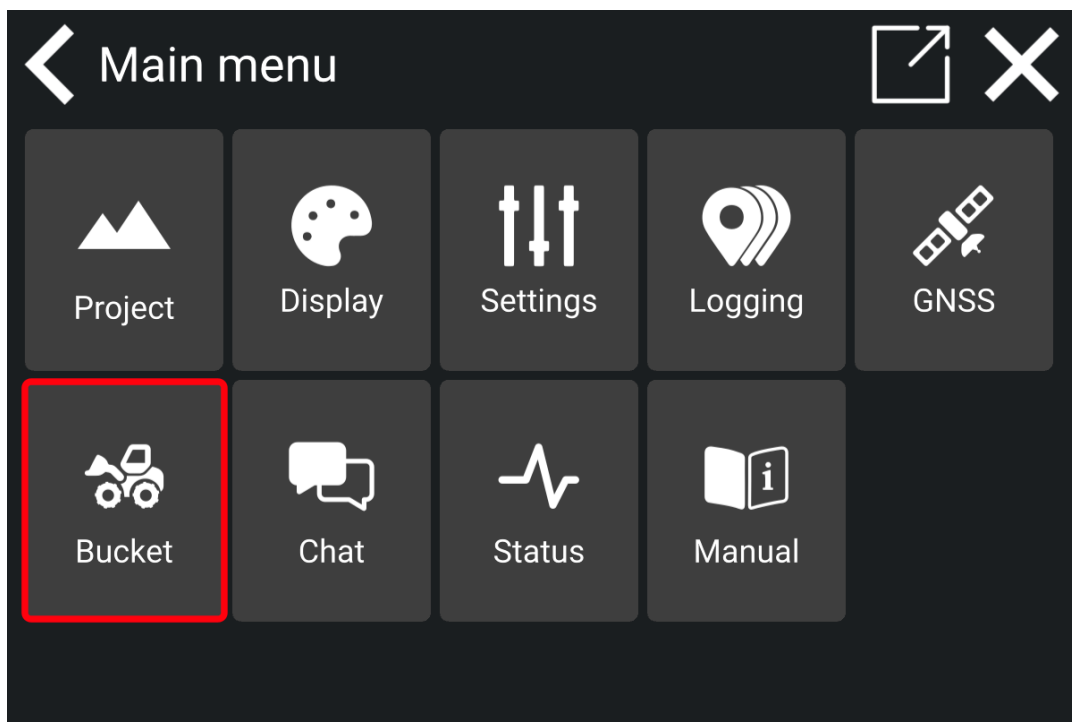 Main menu
Project
Display
Settings
Logging
GNSS
Bucket
Chat
Status
i
Manual